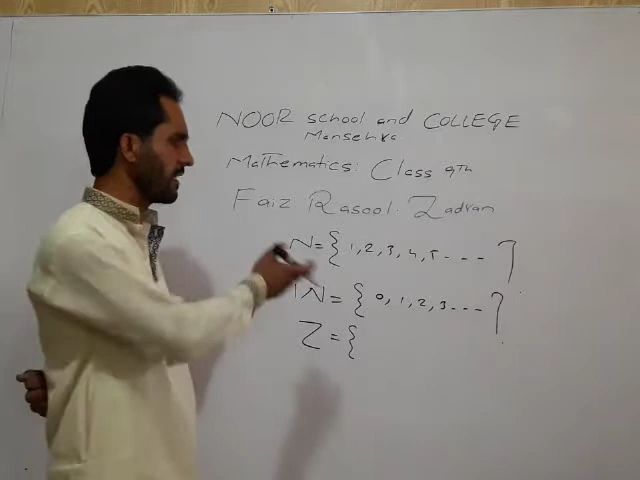 NOOR school and COLLEGE
Mansehra
Mathematics: Class 9Th
Faiz Rasool. Zadran
N = { 1, 2, 3, 4, 5 - - - }
W = { 0, 1, 2, 3 - - - }
Z = {